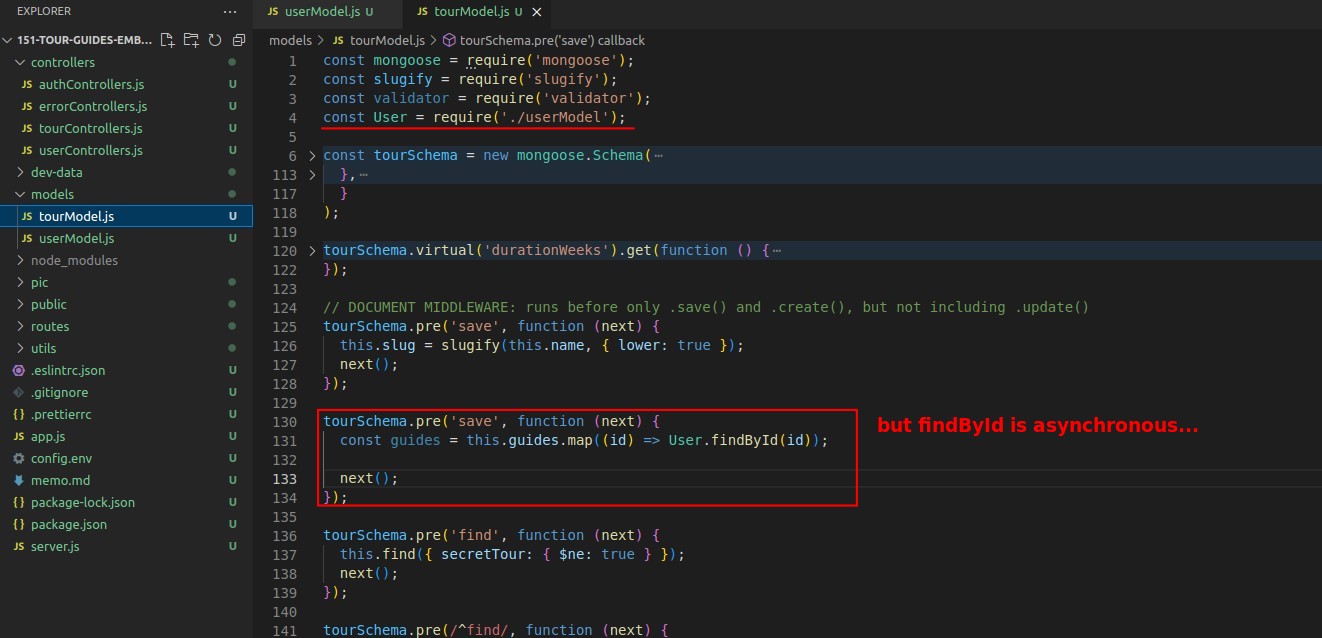 EXPLORER ...
151-TOUR-GUIDES-EMB...
controllers
JS authControllers.js U
JS errorControllers.js U
JS tourControllers.js U
JS userControllers.js U
dev-data
models
JS tourModel.js U
JS userModel.js U
node_modules
pic
public
routes
utils
.eslintrc.json U
.gitignore U
{} .prettierrc U
JS app.js U
config.env U
memo.md U
{} package-lock.json U
{} package.json U
JS server.js U
JS userModel.js U
JS tourModel.js U ×
models > JS tourModel.js > tourSchema.pre('save') callback
1 const mongoose = require('mongoose');
2 const slugify = require('slugify');
3 const validator = require('validator');
4 const User = require('./userModel');
5
6 const tourSchema = new mongoose.Schema( ⋯
113 }, ⋯
117 }
118 );
119
120 tourSchema.virtual('durationWeeks').get(function () { ⋯
122 });
123
124 // DOCUMENT MIDDLEWARE: runs before only .save() and .create(), but not including .update()
125 tourSchema.pre('save', function (next) {
126 this.slug = slugify(this.name, { lower: true });
127 next();
128 });
129
130 tourSchema.pre('save', function (next) {
131 const guides = this.guides.map((id) => User.findById(id));
132
133 next();
134 });
but findById is asynchronous...
135
136 tourSchema.pre('find', function (next) {
137 this.find({ secretTour: { $ne: true } });
138 next();
139 });
140
141 tourSchema.pre(/^find/, function (next) {